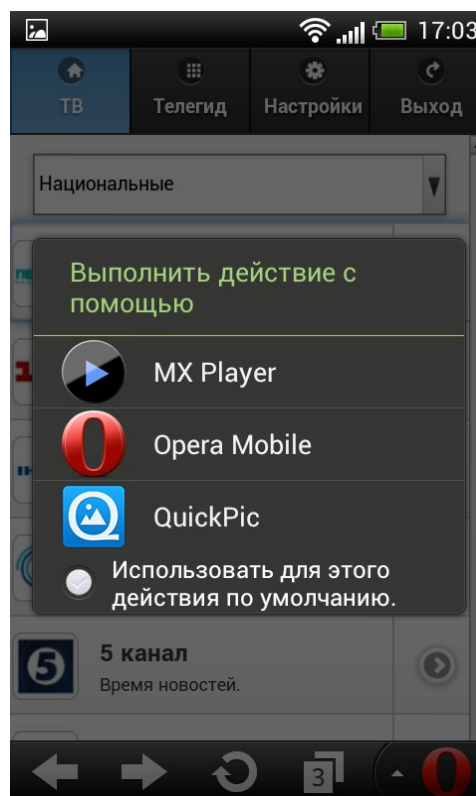 17:03
ТВ
Телегид
Настройки
Выход
Национальные
Выполнить действие с
помощью
MX Player
Opera Mobile
QuickPic
Использовать для этого
действия по умолчанию.
5
5 канал
Время новостей.
3